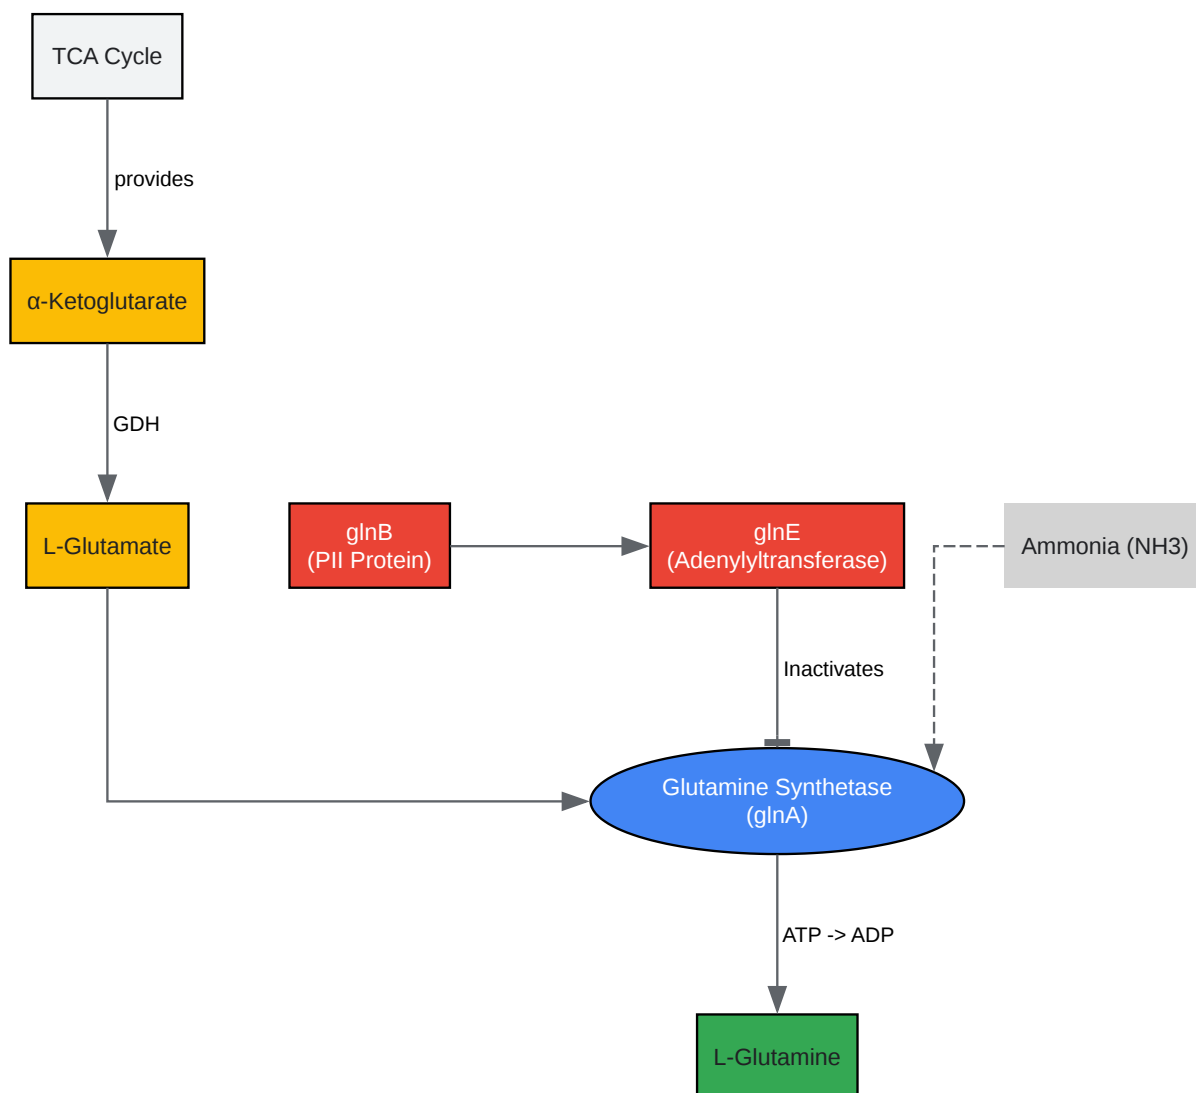 TCA Cycle
provides
α-Ketoglutarate
GDH
L-Glutamate
glnB
(PII Protein)
glnE
(Adenylyltransferase)
Ammonia (NH3)
Inactivates
Glutamine Synthetase
(glnA)
ATP -> ADP
L-Glutamine